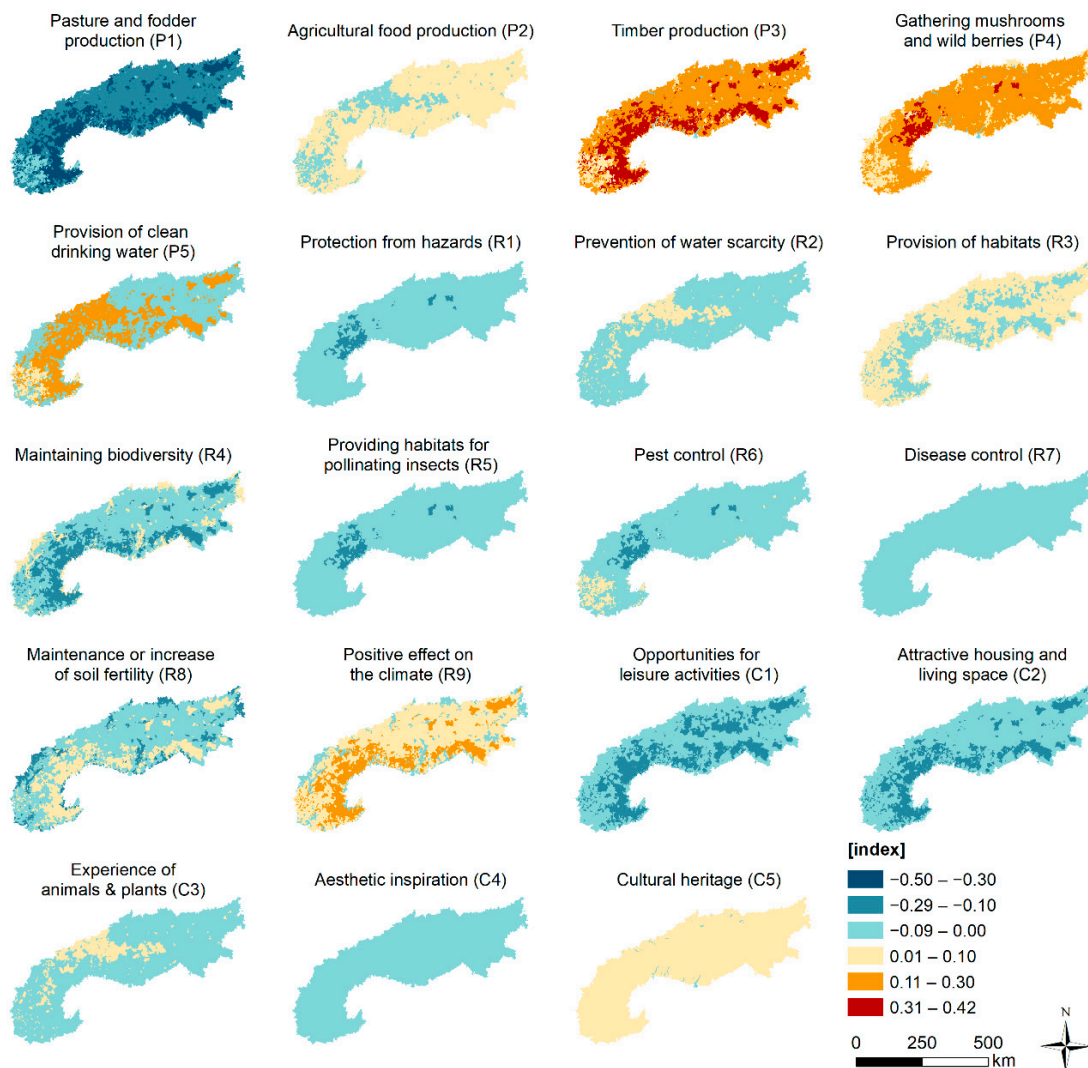 Pasture and fodder
production (P1)
Agricultural food production (P2)
Timber production (P3)
Gathering mushrooms
and wild berries (P4)
Provision of clean
drinking water (P5)
Protection from hazards (R1)
Prevention of water scarcity (R2)
Provision of habitats (R3)
Maintaining biodiversity (R4)
Providing habitats for
pollinating insects (R5)
Pest control (R6)
Disease control (R7)
Maintenance or increase
of soil fertility (R8)
Positive effect on
the climate (R9)
Opportunities for
leisure activities (C1)
Attractive housing and
living space (C2)
Experience of
animals & plants (C3)
Aesthetic inspiration (C4)
Cultural heritage (C5)
[index]
−0.50 – −0.30
−0.29 – −0.10
−0.09 – 0.00
0.01 – 0.10
0.11 – 0.30
0.31 – 0.42
0 250 500
km
N